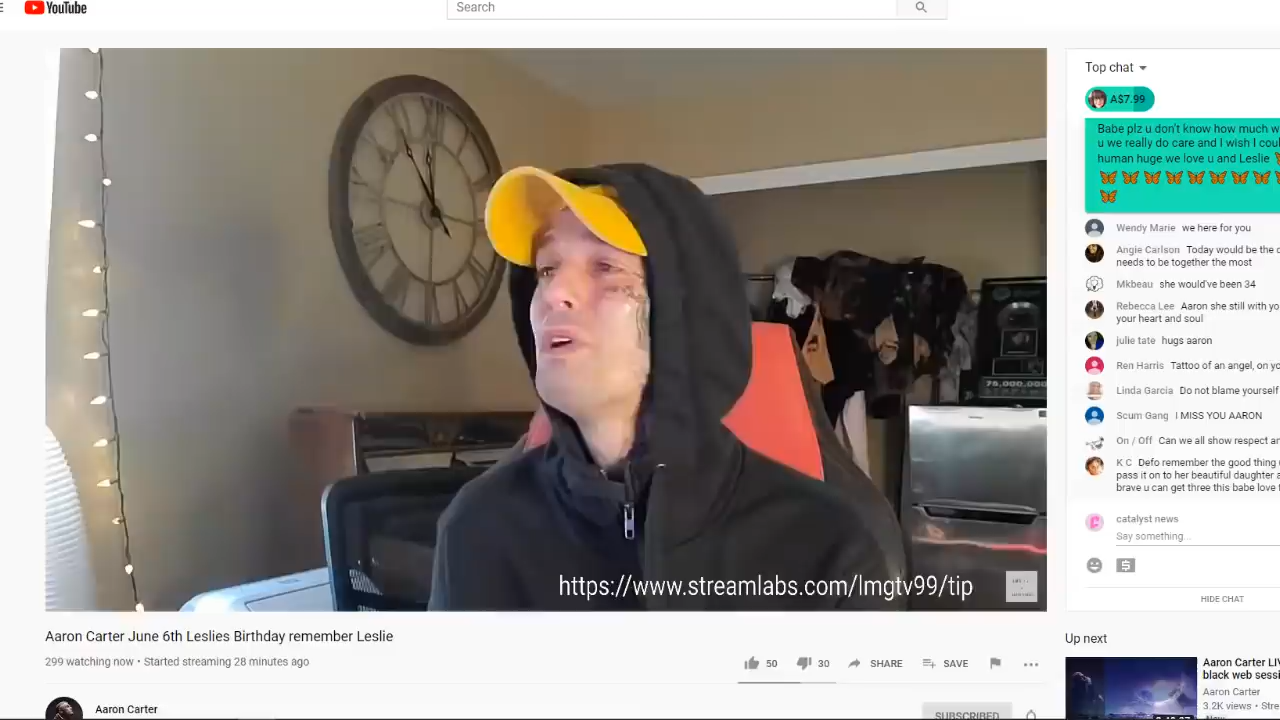 YouTube
Search
Top chat
A$7.99
Babe plz u don't know how much w
u we really do care and I wish I coul
human huge we love u and Leslie
Wendy Marie we here for you
Angie Carlson Today would be the d
needs to be together the most
Mkbeau she would've been 34
Rebecca Lee Aaron she still with yo
your heart and soul
julie tate hugs aaron
Ren Harris Tattoo of an angel, on yo
Linda Garcia Do not blame yourself
Scum Gang I MISS YOU AARON
On / Off Can we all show respect an
K C Defo remember the good thing
pass it on to her beautiful daughter a
brave u can get three this babe love
catalyst news
Say something...
HIDE CHAT
75,000,000
https://www.streamlabs.com/lmgtv99/tip
Aaron Carter June 6th Leslies Birthday remember Leslie
299 watching now • Started streaming 28 minutes ago
50
30
SHARE
SAVE
Aaron Carter
SUBSCRIBED
Up next
Aaron Carter LIV
black web sessi
Aaron Carter
3.2K views • Stre